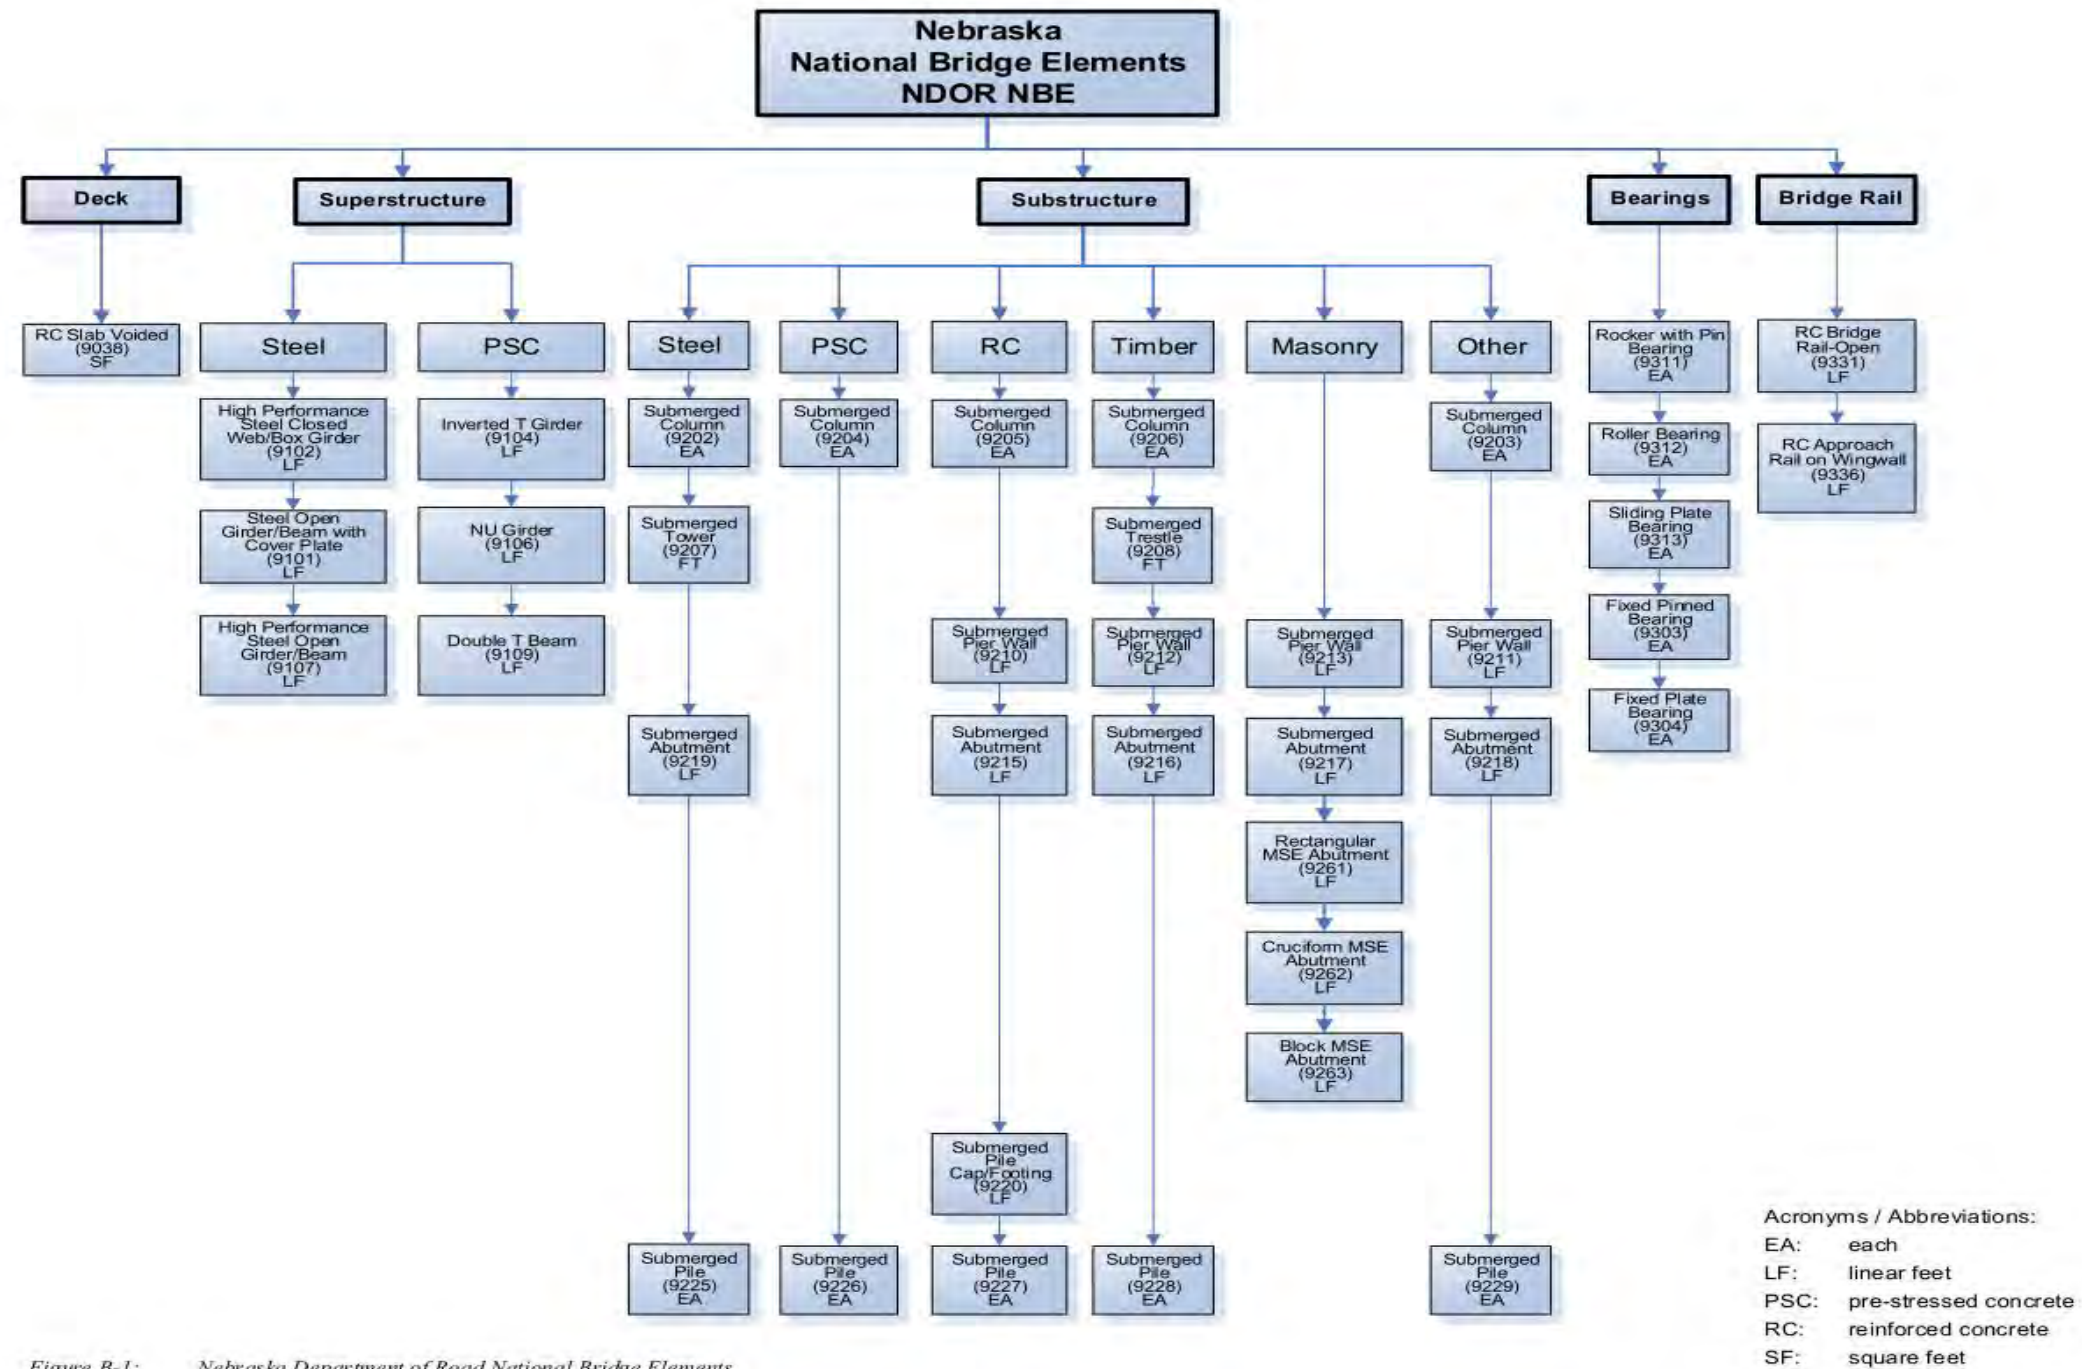 Nebraska
National Bridge Elements
NDOR NBE
Deck
Superstructure
Substructure
Bearings
Bridge Rail
RC Slab Voided
(9038)
SF
Steel
High Performance
Steel Closed
Web/Box Girder
(9102)
LF
Steel Open
Girder/Beam with
Cover Plate
(9101)
LF
High Performance
Steel Open
Girder/Beam
(9107)
LF
PSC
Inverted T Girder
(9104)
LF
NU Girder
(9106)
LF
Double T Beam
(9109)
LF
Steel
Submerged
Column
(9202)
EA
Submerged
Tower
(9207)
FT
Submerged
Abutment
(9219)
LF
Submerged
Pile
(9225)
EA
PSC
Submerged
Column
(9204)
EA
Submerged
Pile
(9226)
EA
RC
Submerged
Column
(9205)
EA
Submerged
Pier Wall
(9210)
LF
Submerged
Abutment
(9215)
LF
Submerged
Pile
Cap/Footing
(9220)
LF
Submerged
Pile
(9227)
EA
Timber
Submerged
Column
(9206)
EA
Submerged
Trestle
(9208)
FT
Submerged
Pier Wall
(9212)
LF
Submerged
Abutment
(9216)
LF
Submerged
Pile
(9228)
EA
Masonry
Submerged
Pier Wall
(9213)
LF
Submerged
Abutment
(9217)
LF
Rectangular
MSE Abutment
(9261)
LF
Cruciform MSE
Abutment
(9262)
LF
Block MSE
Abutment
(9263)
LF
Other
Submerged
Column
(9203)
EA
Submerged
Pier Wall
(9211)
LF
Submerged
Abutment
(9218)
LF
Submerged
Pile
(9229)
EA
Rocker with Pin
Bearing
(9311)
EA
Roller Bearing
(9312)
EA
Sliding Plate
Bearing
(9313)
EA
Fixed Pinned
Bearing
(9303)
EA
Fixed Plate
Bearing
(9304)
EA
RC Bridge
Rail-Open
(9331)
LF
RC Approach
Rail on Wingwall
(9336)
LF
Acronyms / Abbreviations:
EA: each
LF: linear feet
PSC: pre-stressed concrete
RC: reinforced concrete
SF: square feet
Figure B-1: Nebraska Department of Road National Bridge Elements